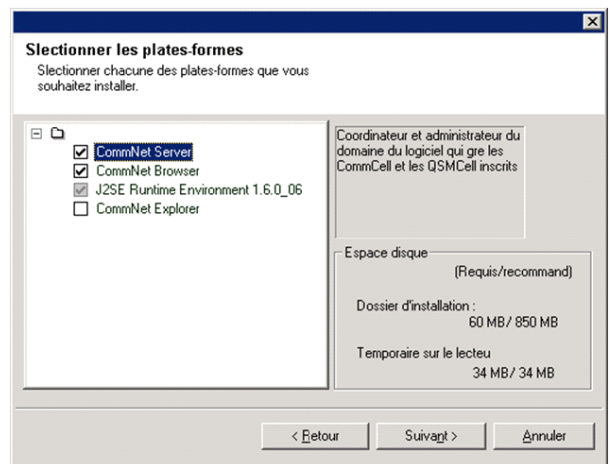 Slectionner les plates-formes
Slectionner chacune des plates-formes que vous
souhaitez installer.
CommNet Server
CommNet Browser
J2SE Runtime Environment 1.6.0_06
CommNet Explorer
Coordinateur et administrateur du
domaine du logiciel qui gre les
CommCell et les QSMCell inscrits
Espace disque
(Requis/recommand)
Dossier d'installation :
60 MB/ 850 MB
Temporaire sur le lecteu
34 MB/ 34 MB
< Retour
Suivant >
Annuler